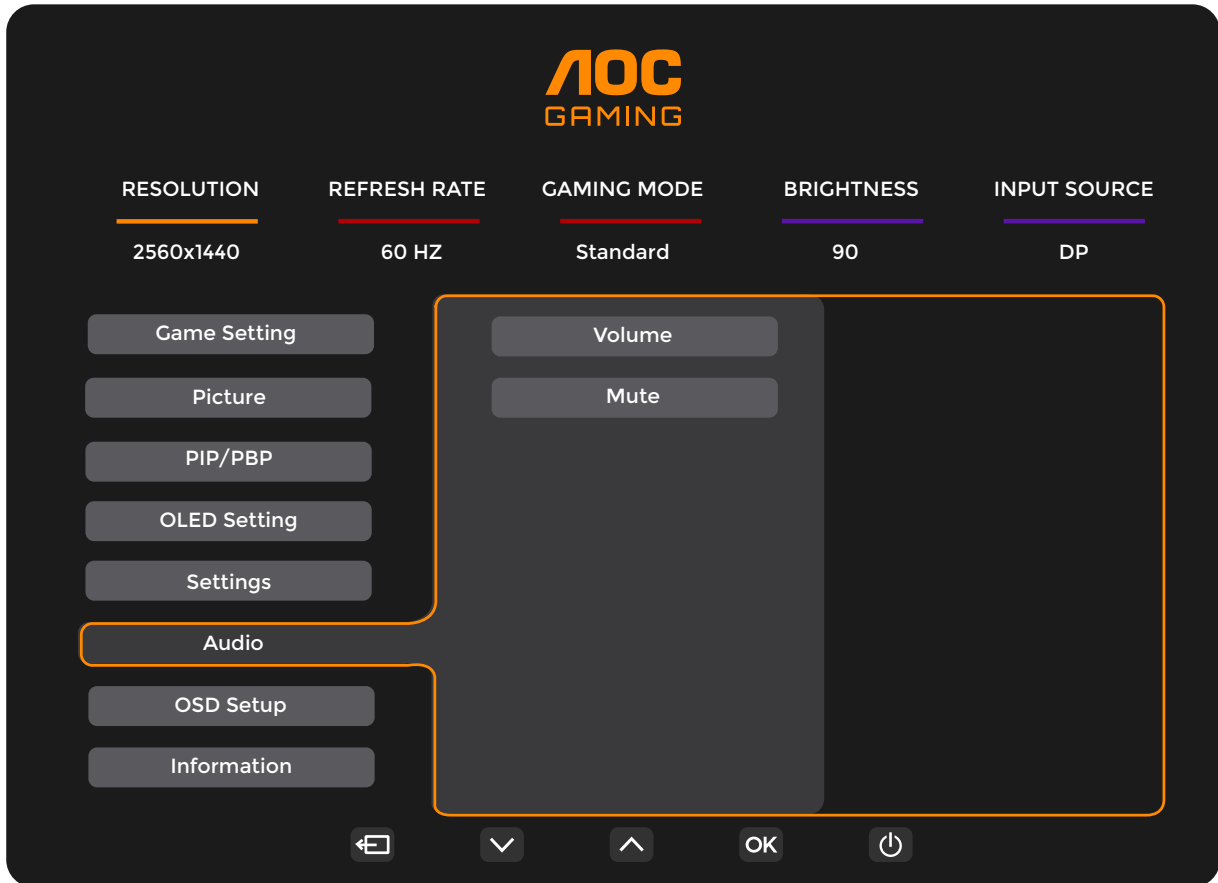 AOC
GAMING
RESOLUTION REFRESH RATE GAMING MODE BRIGHTNESS INPUT SOURCE
2560x1440 60 HZ Standard 90 DP
Game Setting Volume
Picture Mute
PIP/PBP
OLED Setting
Settings
Audio
OSD Setup
Information
OK